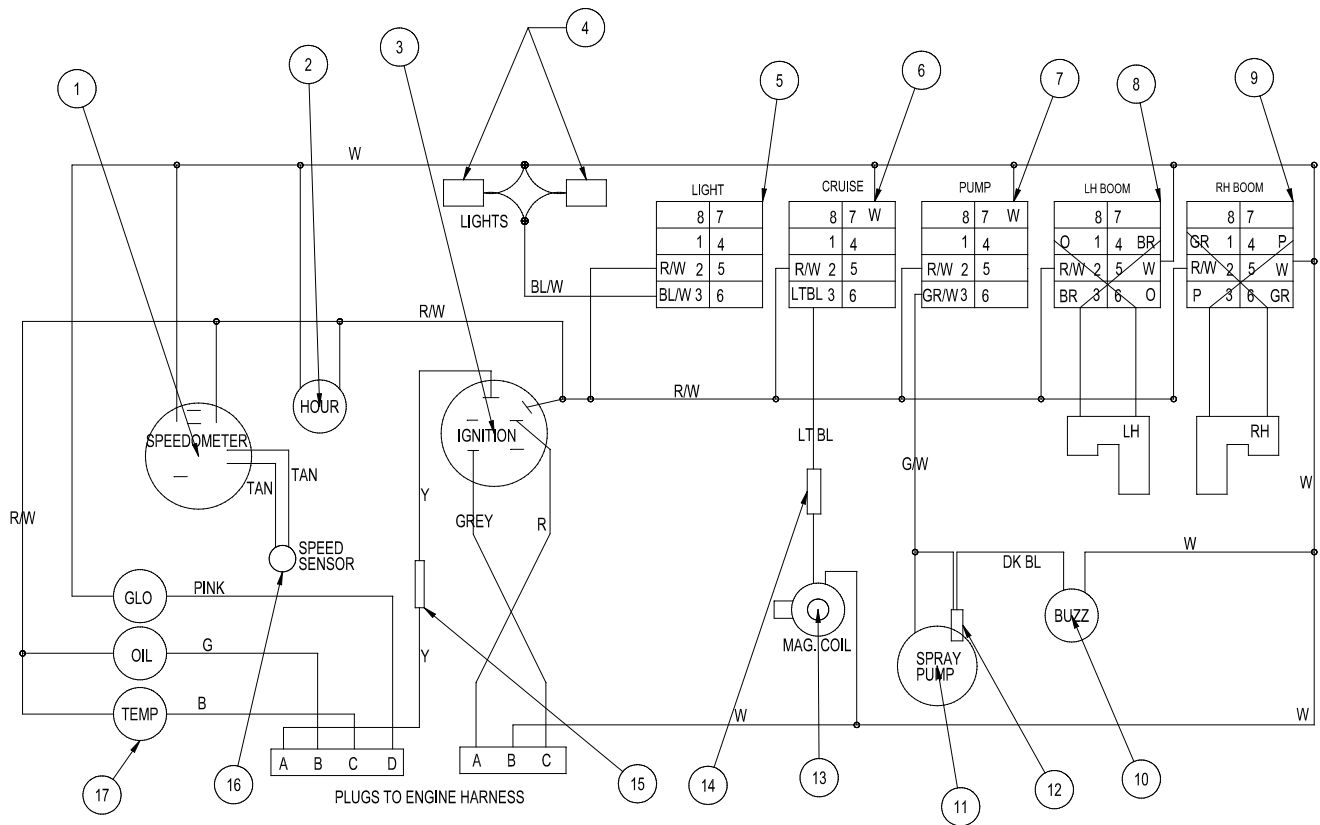 4
3
2
1
5
6
7
8
9
W
LIGHTS
LIGHT
CRUISE
PUMP
LH BOOM
RH BOOM
8 7
1 4
R/W 2 5
BL/W 3 6
8 7 W
1 4
R/W 2 5
LTBL 3 6
8 7 W
1 4
R/W 2 5
GR/W 3 6
8 7
O 1 4 BR
R/W 2 5 W
BR 3 6 O
8 7
GR 1 4 P
R/W 2 5 W
P 3 6 GR
BL/W
R/W
R/W
HOUR
SPEEDOMETER
IGNITION
TAN
TAN
LT BL
G/W
LH
RH
W
R/W
Y
GREY
R
SPEED
SENSOR
W
DK BL
GLO
PINK
OIL
G
TEMP
B
Y
MAG. COIL
SPRAY
PUMP
BUZZ
W
W
A B C D
A B C
PLUGS TO ENGINE HARNESS
17
16
15
14
13
11
12
10